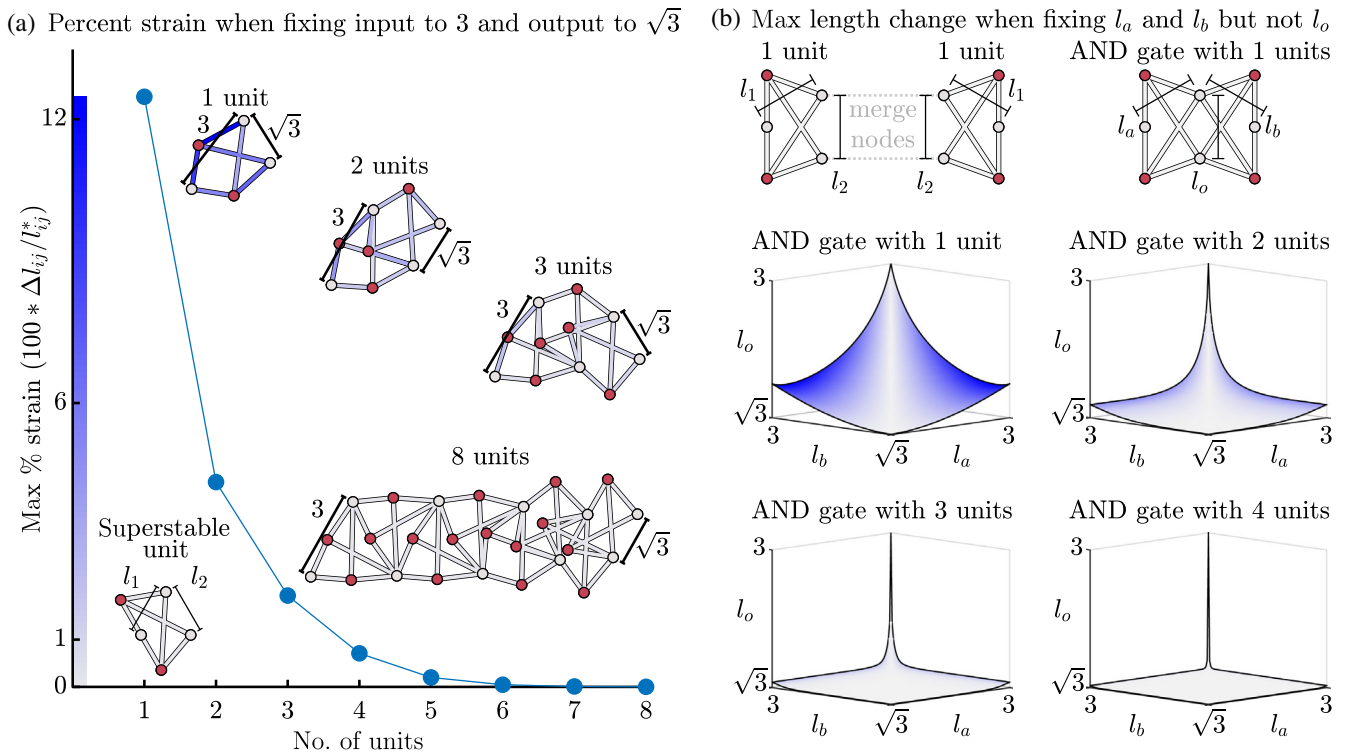 (a) Percent strain when fixing input to 3 and output to √3
12
6
1
0
Max % strain (100 * Δl_ij/l*_ij)
1 unit
3
√3
2 units
3
√3
3 units
3
√3
8 units
3
√3
Superstable
unit
l_1 l_2
1 2 3 4 5 6 7 8
No. of units
(b) Max length change when fixing l_a and l_b but not l_o
1 unit 1 unit AND gate with 1 units
l_1 l_1
merge
nodes
l_2 l_2
l_a l_b
l_o
AND gate with 1 unit
3
l_o
√3
3 l_b √3 l_a 3
AND gate with 2 units
3
l_o
√3
3 l_b √3 l_a 3
AND gate with 3 units
3
l_o
√3
3 l_b √3 l_a 3
AND gate with 4 units
3
l_o
√3
3 l_b √3 l_a 3